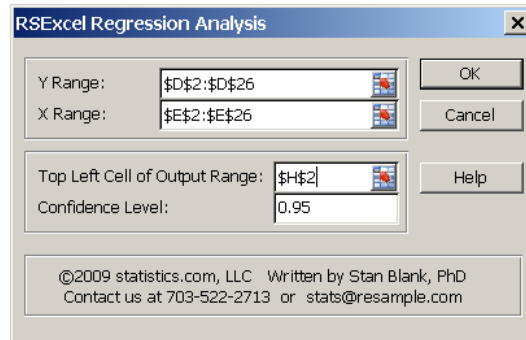 RSExcel Regression Analysis
Y Range: $D$2:$D$26
OK
X Range: $E$2:$E$26
Cancel
Top Left Cell of Output Range: $H$2
Help
Confidence Level: 0.95
©2009 statistics.com, LLC Written by Stan Blank, PhD
Contact us at 703-522-2713 or stats@resample.com